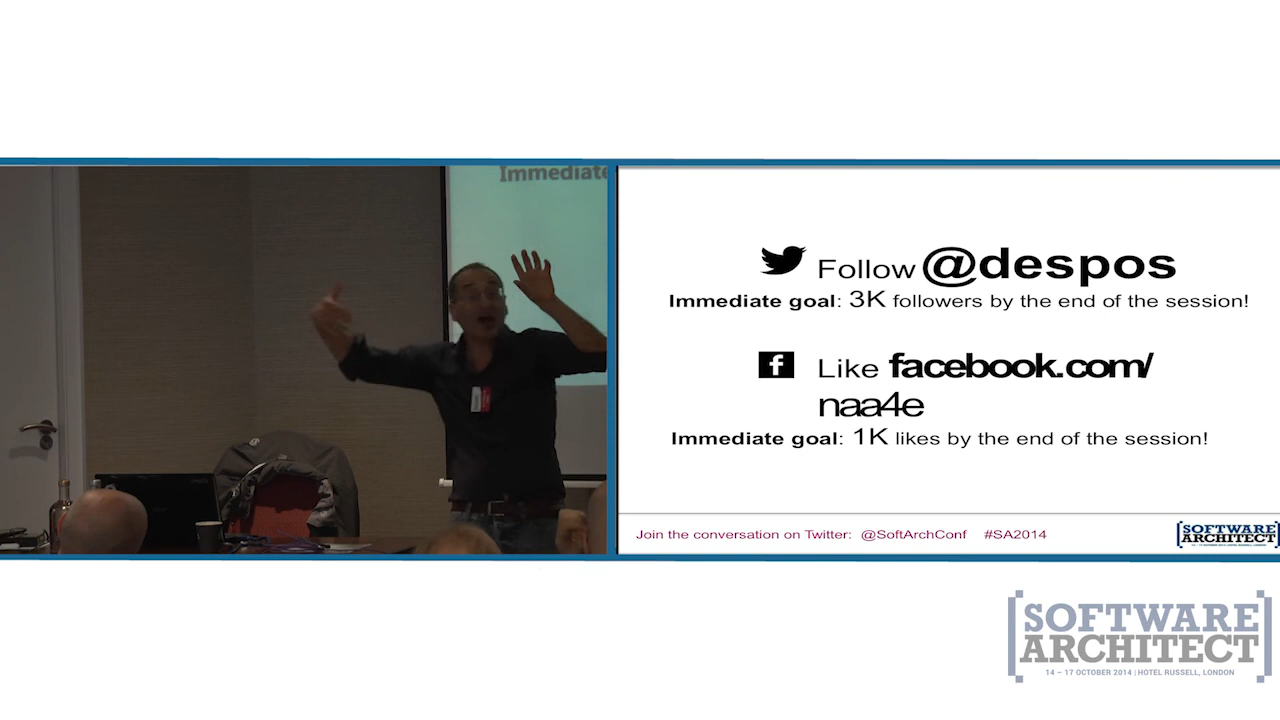 Immediate
Follow @despos
Immediate goal: 3K followers by the end of the session!
f Like facebook.com/
naa4e
Immediate goal: 1K likes by the end of the session!
Join the conversation on Twitter: @SoftArchConf #SA2014
[SOFTWARE
ARCHITECT]
[SOFTWARE
ARCHITECT]
14 – 17 OCTOBER 2014 | HOTEL RUSSELL, LONDON